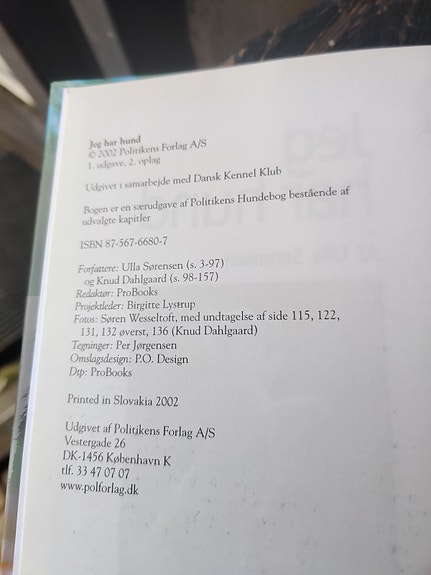 Jeg har hund
© 2002 Politikens Forlag A/S
1. udgave, 2. oplag
Udgivet i samarbejde med Dansk Kennel Klub
Bogen er en særudgave af Politikens Hundebog bestående af
udvalgte kapitler
ISBN 87-567-6680-7
Forfattere: Ulla Sørensen (s. 3-97)
og Knud Dahlgaard (s. 98-157)
Redaktør: ProBooks
Projektleder: Birgitte Lystrup
Fotos: Søren Wesseltoft, med undtagelse af side 115, 122,
131, 132 øverst, 136 (Knud Dahlgaard)
Tegninger: Per Jørgensen
Omslagsdesign: P.O. Design
Dtp: ProBooks
Printed in Slovakia 2002
Udgivet af Politikens Forlag A/S
Vestergade 26
DK-1456 København K
tlf. 33 47 07 07
www.polforlag.dk